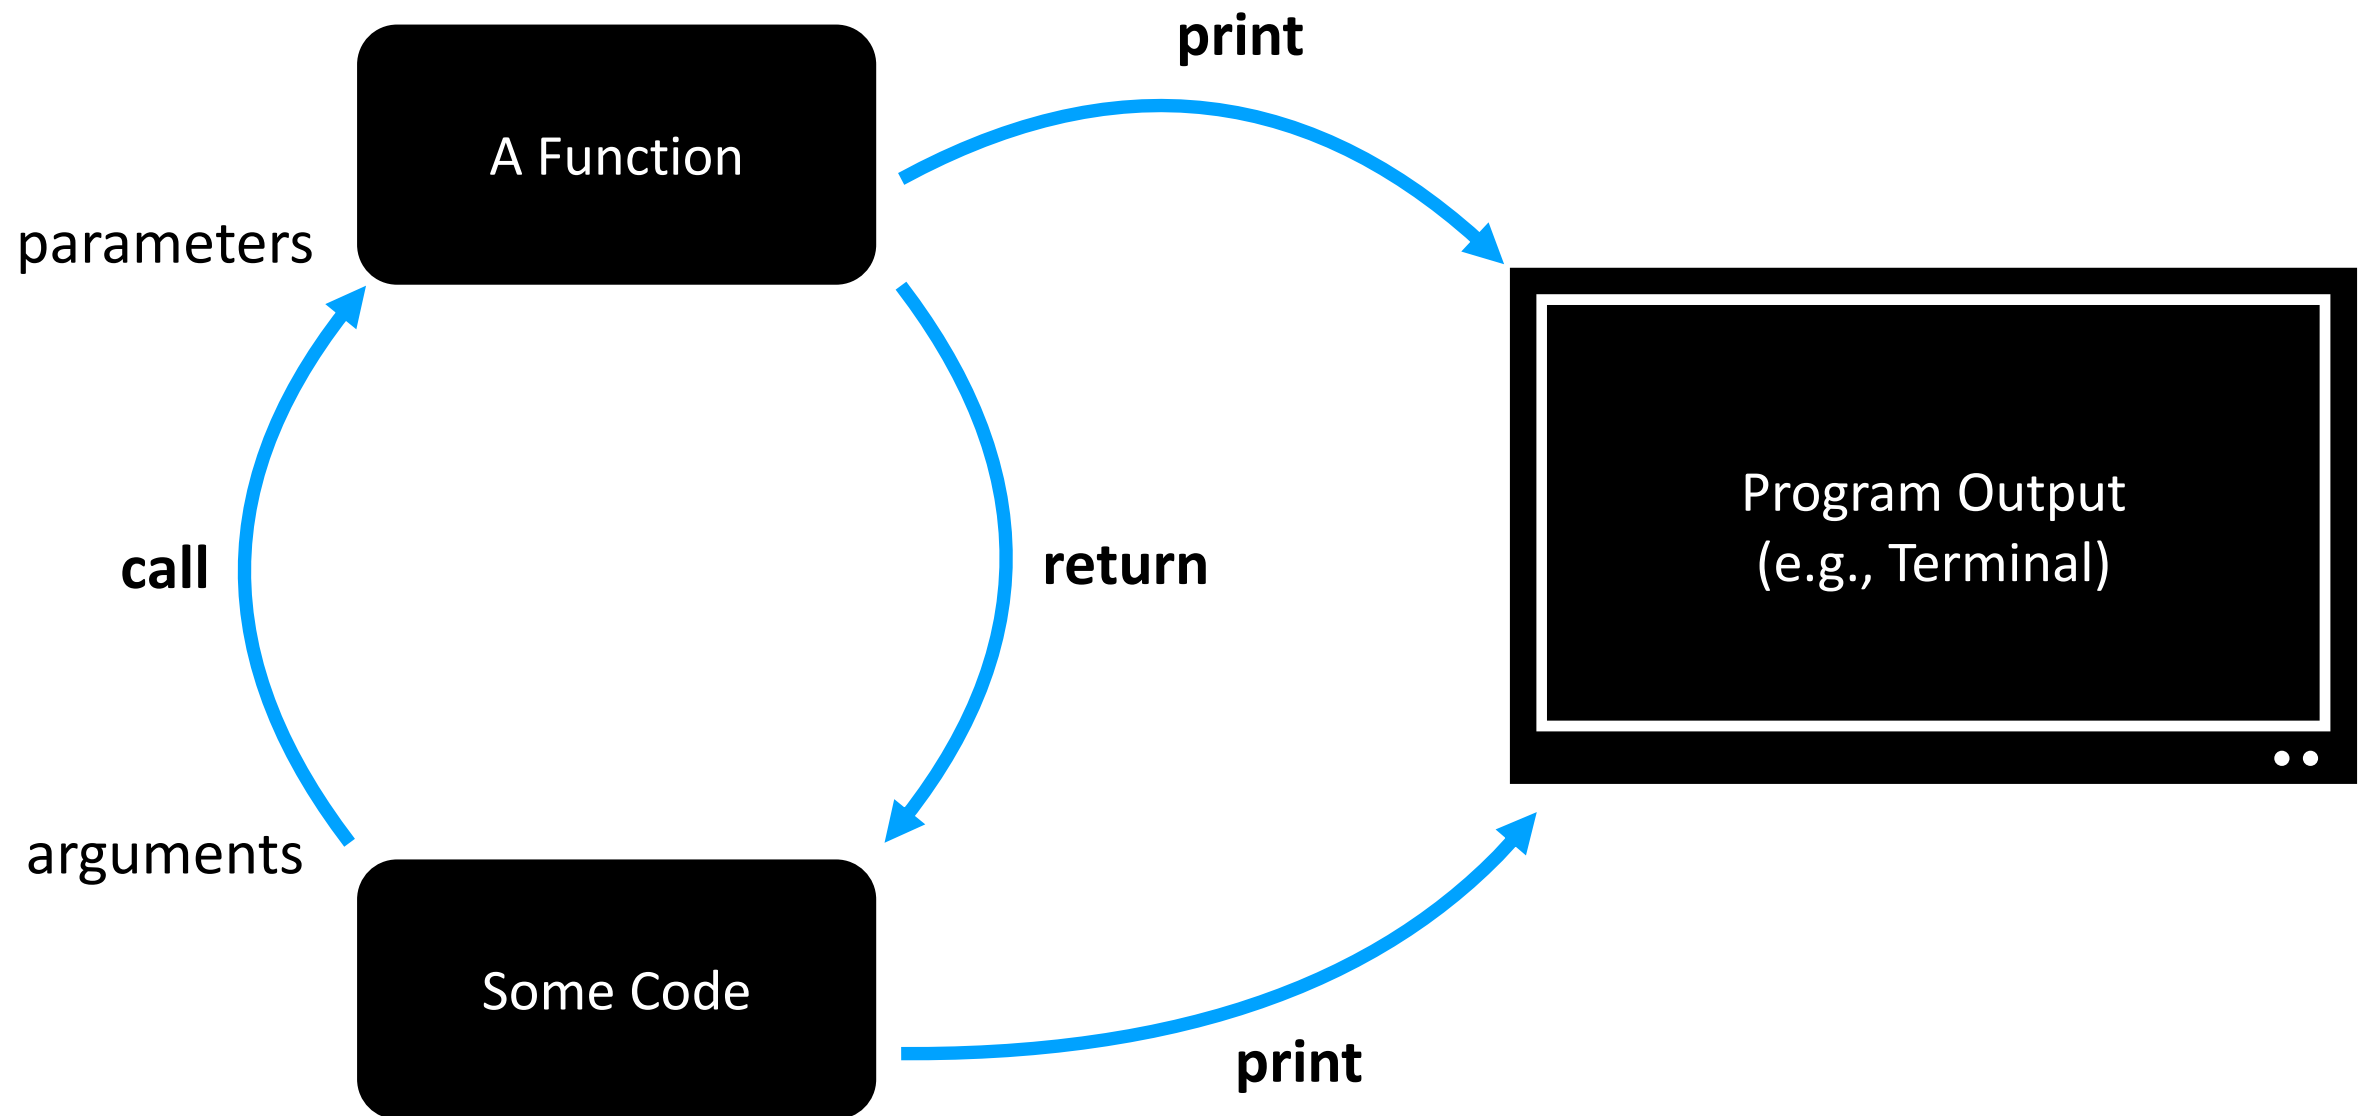 print
A Function
parameters
call
return
Program Output
(e.g., Terminal)
arguments
Some Code
print